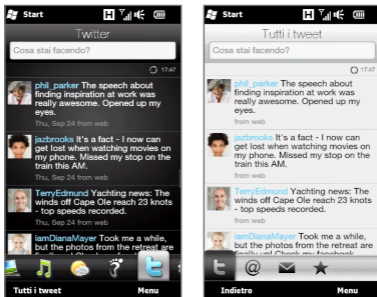 Start
Twitter
Cosa stai facendo?
17:47
phil_parker The speech about
finding inspiration at work was
really awesome. Opened up my
eyes.
Thu, Sep 24 from web
jazbrooks It's a fact - I now can
get lost when watching movies on
my phone. Missed my stop on the
train this AM.
Thu, Sep 24 from web
TerryEdmund Yachting news: The
winds off Cape Ole reach 23 knots
- top speeds recorded.
Thu, Sep 24 from web
iamDianaMayer Took me a while,
but the photos from the retreat are
Tutti i tweet
Menu
Start
Tutti i tweet
Cosa stai facendo?
17:47
phil_parker The speech about
finding inspiration at work was
really awesome. Opened up my
eyes.
from web
jazbrooks It's a fact - I now can
get lost when watching movies on
my phone. Missed my stop on the
train this AM.
from web
TerryEdmund Yachting news: The
winds off Cape Ole reach 23 knots
- top speeds recorded.
from web
iamDianaMayer Took me a while,
but the photos from the retreat are
Indietro
Menu